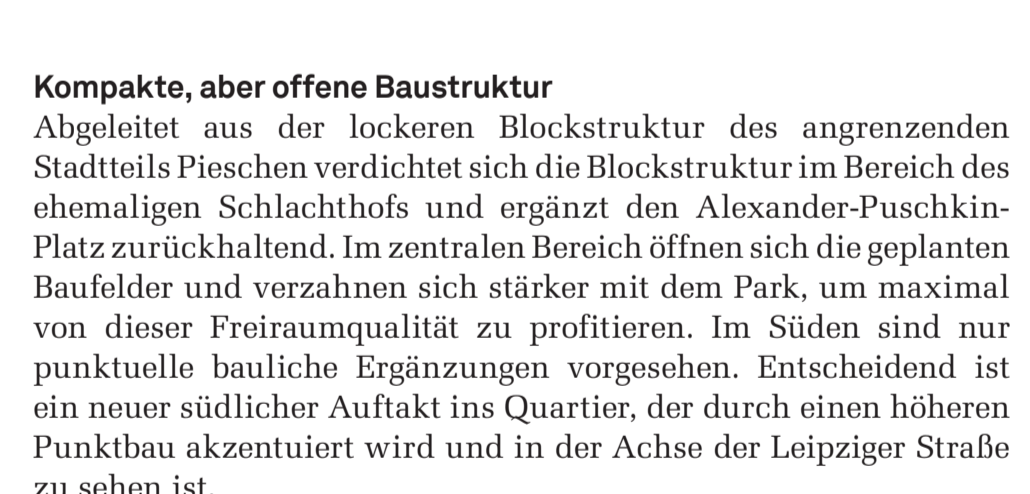 Kompakte, aber offene Baustruktur
Abgeleitet aus der lockeren Blockstruktur des angrenzenden
Stadtteils Pieschen verdichtet sich die Blockstruktur im Bereich des
ehemaligen Schlachthofs und ergänzt den Alexander-Puschkin-
Platz zurückhaltend. Im zentralen Bereich öffnen sich die geplanten
Baufelder und verzahnen sich stärker mit dem Park, um maximal
von dieser Freiraumqualität zu profitieren. Im Süden sind nur
punktuelle bauliche Ergänzungen vorgesehen. Entscheidend ist
ein neuer südlicher Auftakt ins Quartier, der durch einen höheren
Punktbau akzentuiert wird und in der Achse der Leipziger Straße
zu sehen ist.